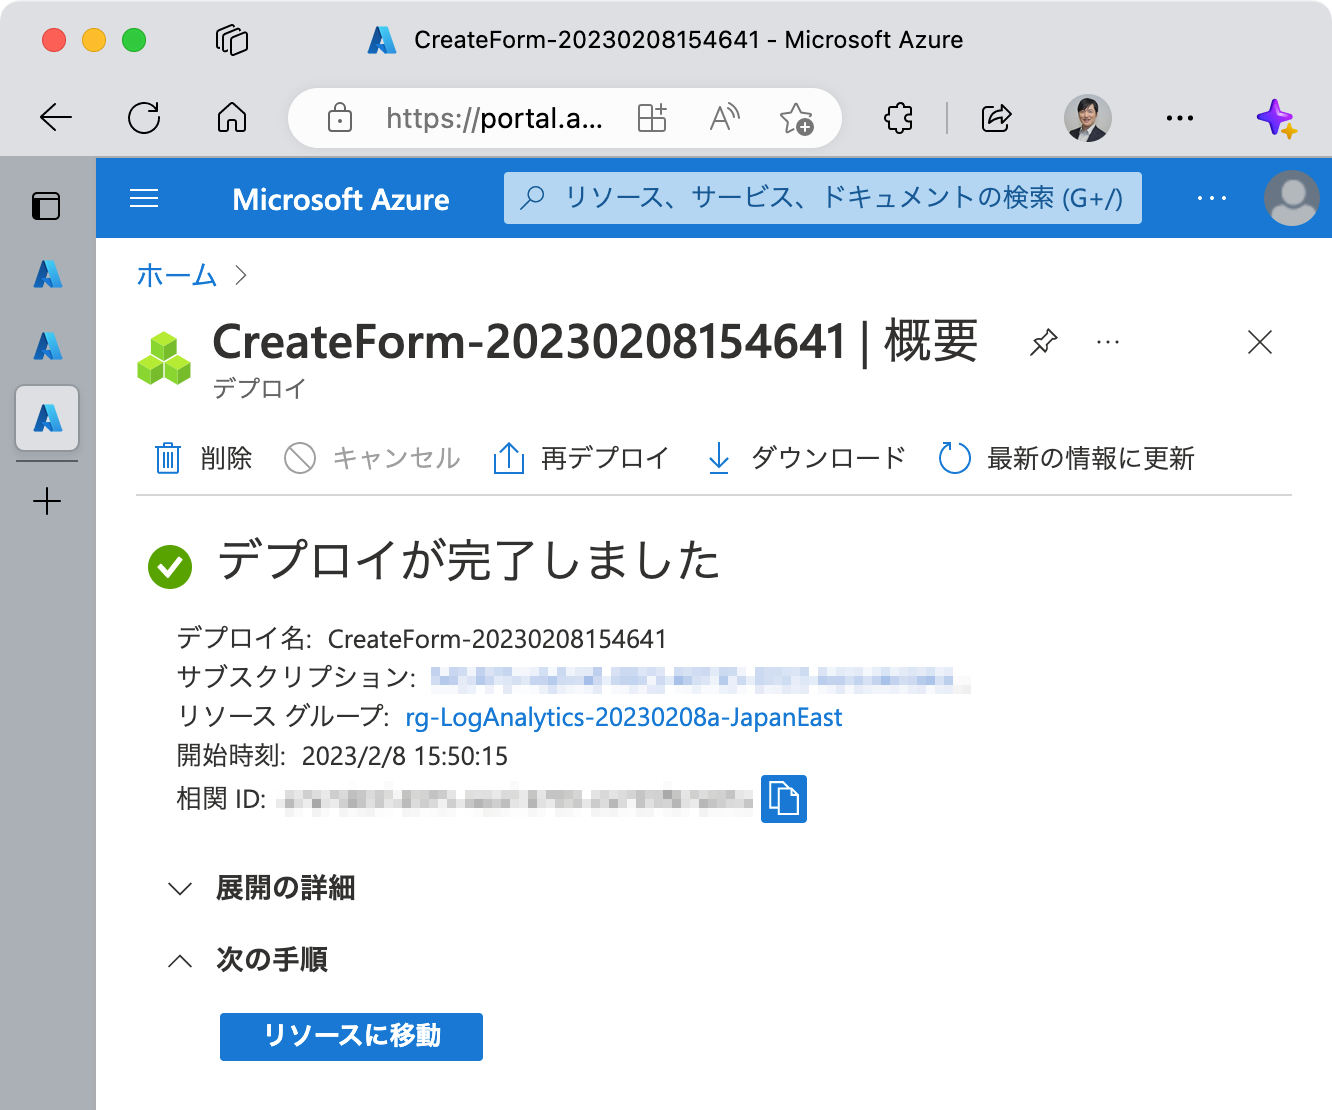 CreateForm-20230208154641 - Microsoft Azure
https://portal.a...
Microsoft Azure
リソース、サービス、ドキュメントの検索 (G+/)
ホーム
CreateForm-20230208154641 | 概要
デプロイ
削除 キャンセル 再デプロイ ダウンロード 最新の情報に更新
デプロイが完了しました
デプロイ名: CreateForm-20230208154641
サブスクリプション:
リソース グループ: rg-LogAnalytics-20230208a-JapanEast
開始時刻: 2023/2/8 15:50:15
相関 ID:
展開の詳細
次の手順
リソースに移動